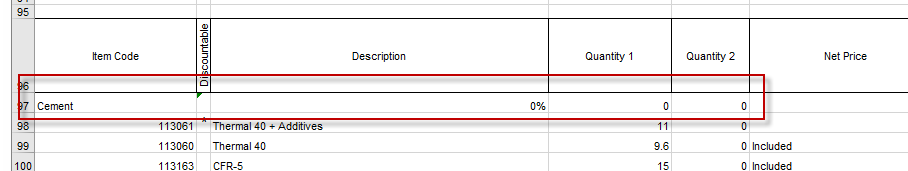 95
96 Item Code Discountable Description Quantity 1 Quantity 2 Net Price
97 Cement 0% 0 0
98 113061 * Thermal 40 + Additives 11 0
99 113060 Thermal 40 9.6 0 Included
100 113163 CFR-5 15 0 Included